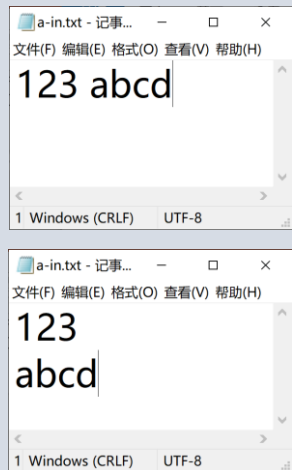 a-in.txt - 记事...
文件(F) 编辑(E) 格式(O) 查看(V) 帮助(H)
123 abcd
1 Windows (CRLF) UTF-8
a-in.txt - 记事...
文件(F) 编辑(E) 格式(O) 查看(V) 帮助(H)
123
abcd
1 Windows (CRLF) UTF-8